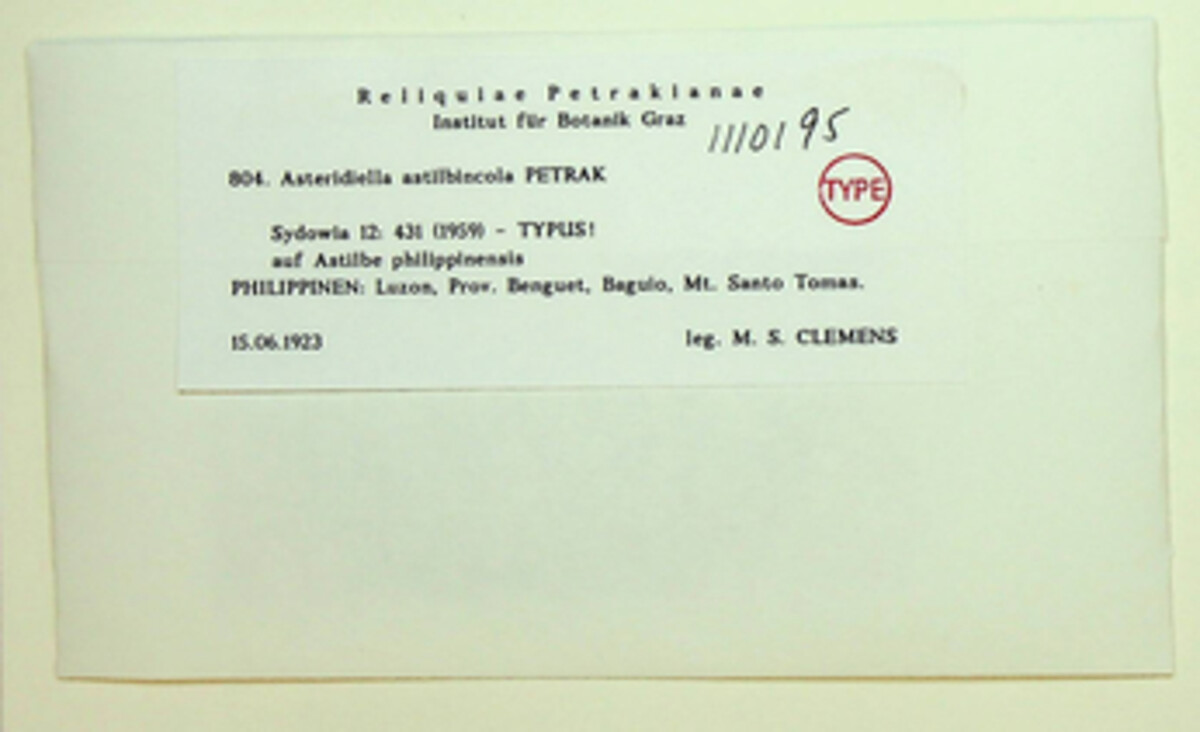 Reliquiae Petrakianae
Institut für Botanik Graz
1110195
804. Asteridiella astilbincola PETRAK
TYPE
Sydowia 12: 431 (1959) - TYPUS!
auf Astilbe philippinensis
PHILIPPINEN: Luzon, Prov. Benguet, Baguio, Mt. Santo Tomas.
15.06.1923 leg. M. S. CLEMENS